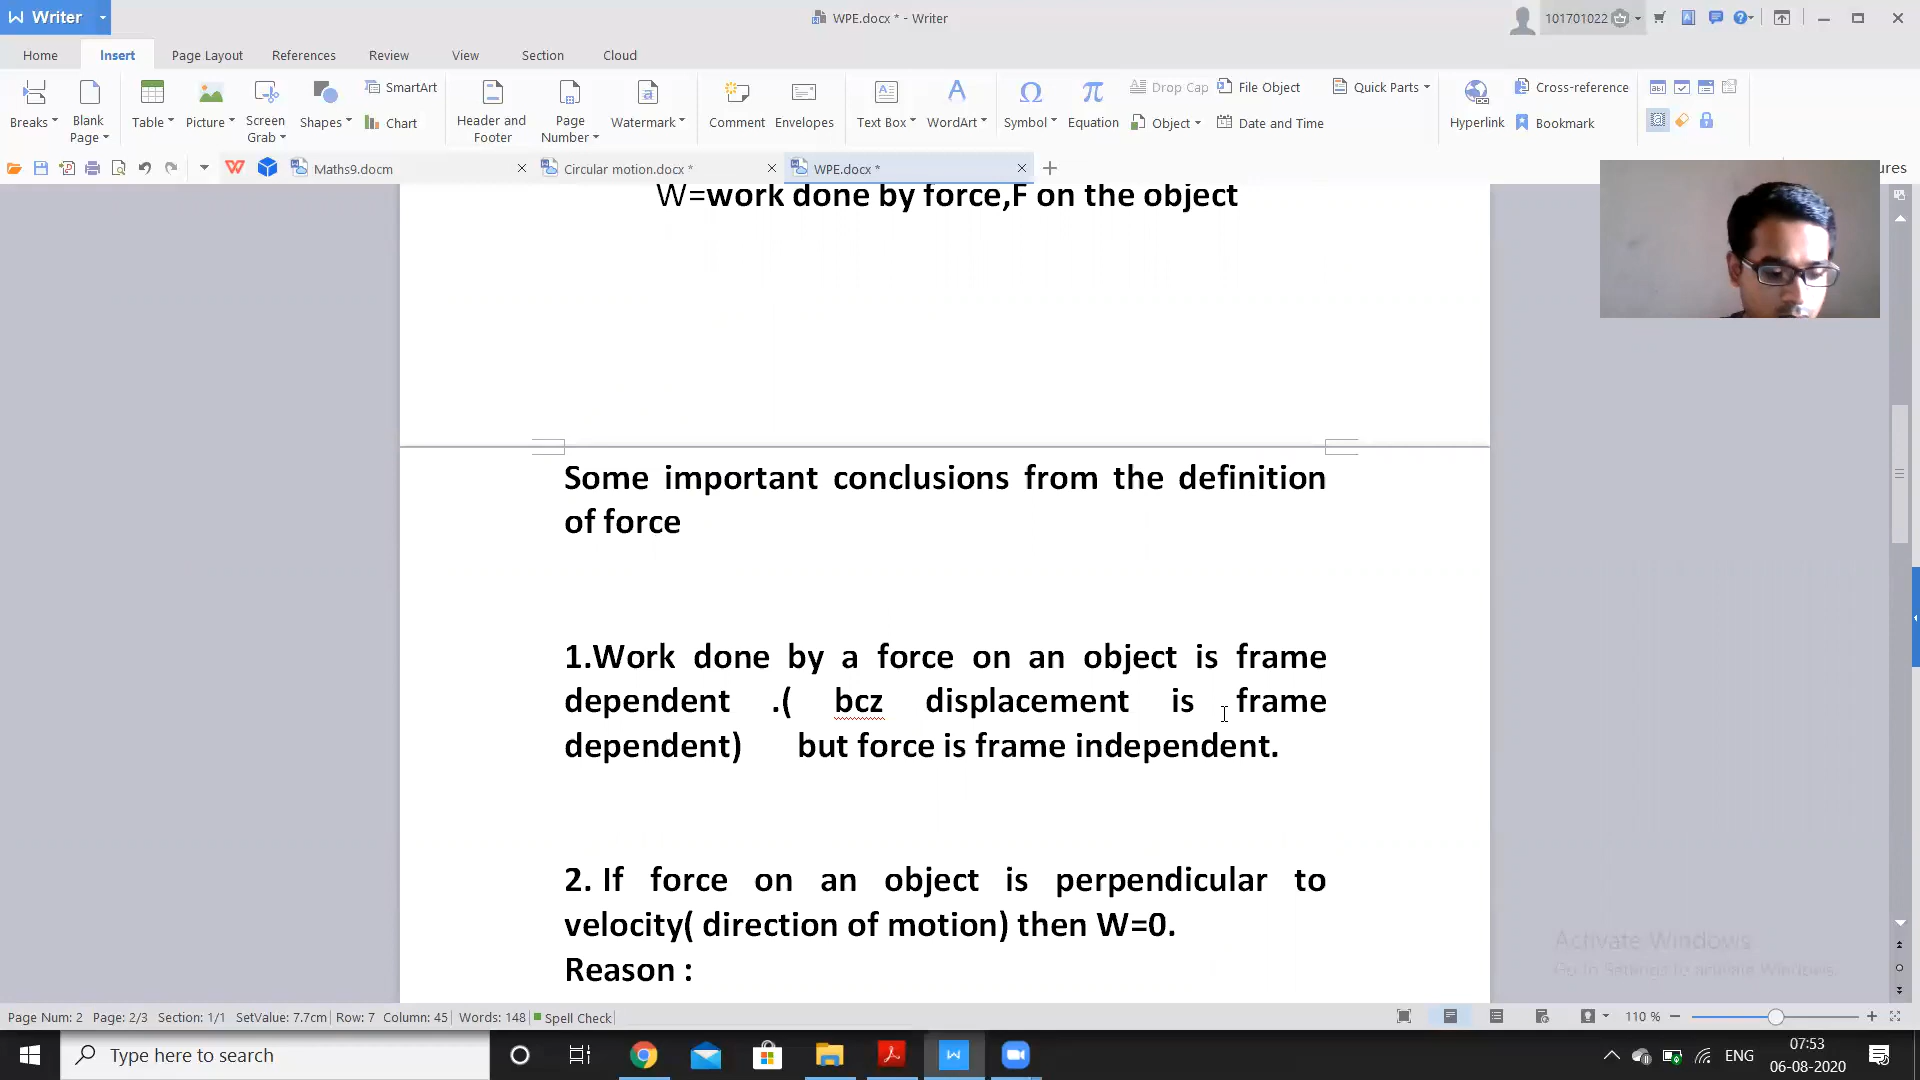 Writer
WPE.docx * - Writer
101701022
Home Insert Page Layout References Review View Section Cloud
Breaks
Blank Page
Table
Picture
Screen Grab
Shapes
SmartArt
Chart
Header and Footer
Page Number
Watermark
Comment
Envelopes
Text Box
WordArt
Drop Cap
Object
File Object
Date and Time
Symbol
Equation
Quick Parts
Hyperlink
Cross-reference
Bookmark
Maths9.docm
Circular motion.docx *
WPE.docx *
W=work done by force,F on the object
Some important conclusions from the definition
of force
1.Work done by a force on an object is frame
dependent .( bcz displacement is frame
dependent) but force is frame independent.
2. If force on an object is perpendicular to
velocity( direction of motion) then W=0.
Reason :
Activate Windows
Go to Settings to activate Windows.
Page Num: 2 Page: 2/3 Section: 1/1 SetValue: 7.7cm Row: 7 Column: 45 Words: 148 Spell Check
110 %
Type here to search
ENG
07:53
06-08-2020